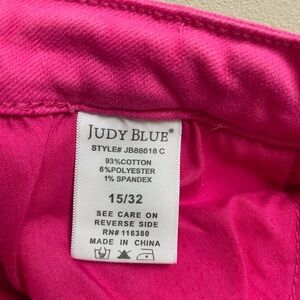 JUDY BLUE®
STYLE# JB88618 C
93%COTTON
6%POLYESTER
1% SPANDEX
15/32
SEE CARE ON
REVERSE SIDE
RN# 116380
MADE IN CHINA